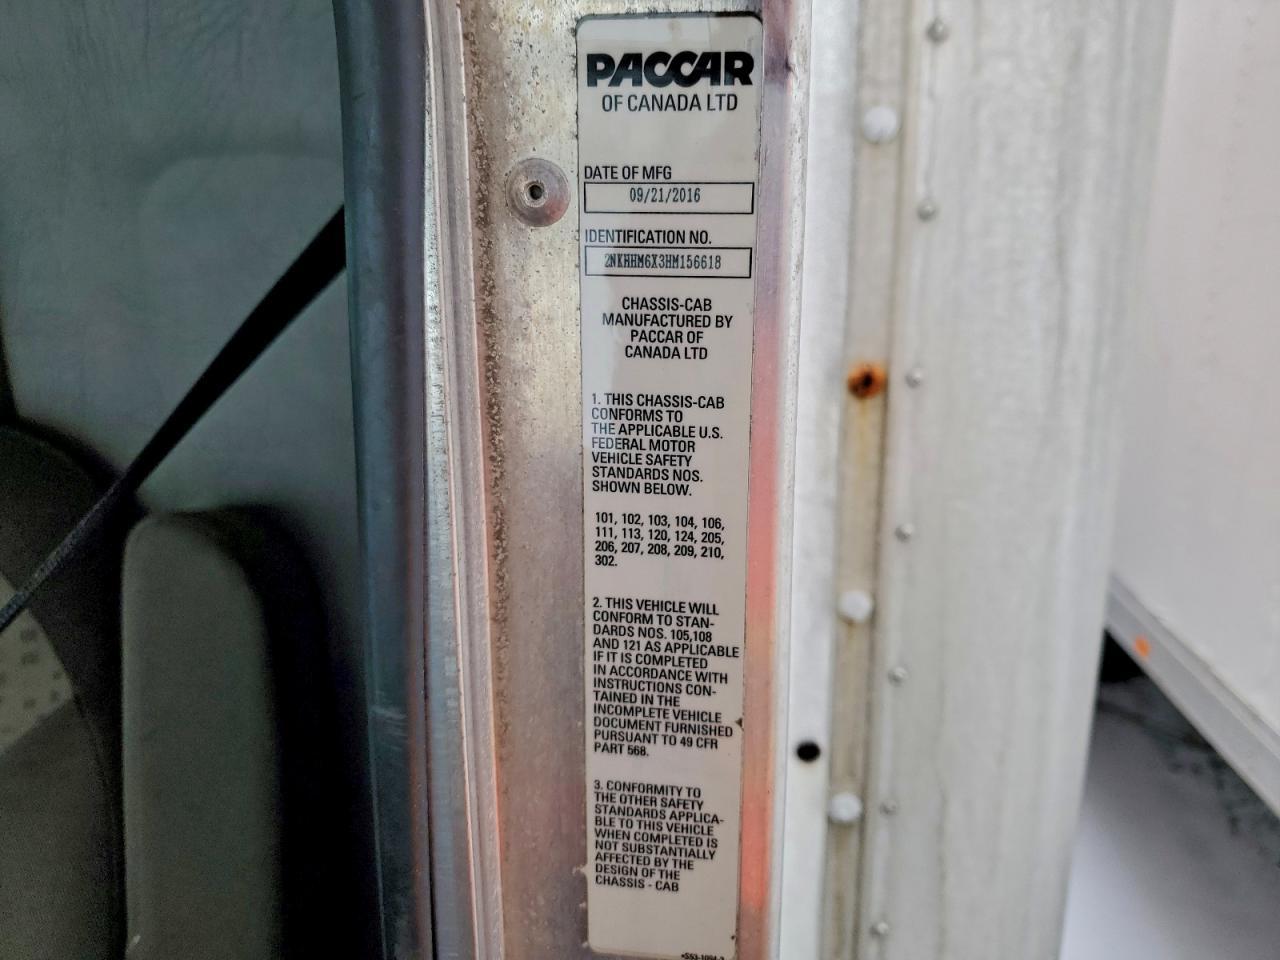 PACCAR
OF CANADA LTD
DATE OF MFG
09/21/2016
IDENTIFICATION NO.
2NKHHM6X3HM156618
CHASSIS-CAB
MANUFACTURED BY
PACCAR OF
CANADA LTD
1. THIS CHASSIS-CAB
CONFORMS TO
THE APPLICABLE U.S.
FEDERAL MOTOR
VEHICLE SAFETY
STANDARDS NOS.
SHOWN BELOW.
101, 102, 103, 104, 106,
111, 113, 120, 124, 205,
206, 207, 208, 209, 210,
302.
2. THIS VEHICLE WILL
CONFORM TO STAN-
DARDS NOS. 105,108
AND 121 AS APPLICABLE
IF IT IS COMPLETED
IN ACCORDANCE WITH
INSTRUCTIONS CON-
TAINED IN THE
INCOMPLETE VEHICLE
DOCUMENT FURNISHED
PURSUANT TO 49 CFR
PART 568.
3. CONFORMITY TO
THE OTHER SAFETY
STANDARDS APPLICA-
BLE TO THIS VEHICLE
WHEN COMPLETED IS
NOT SUBSTANTIALLY
AFFECTED BY THE
DESIGN OF THE
CHASSIS - CAB